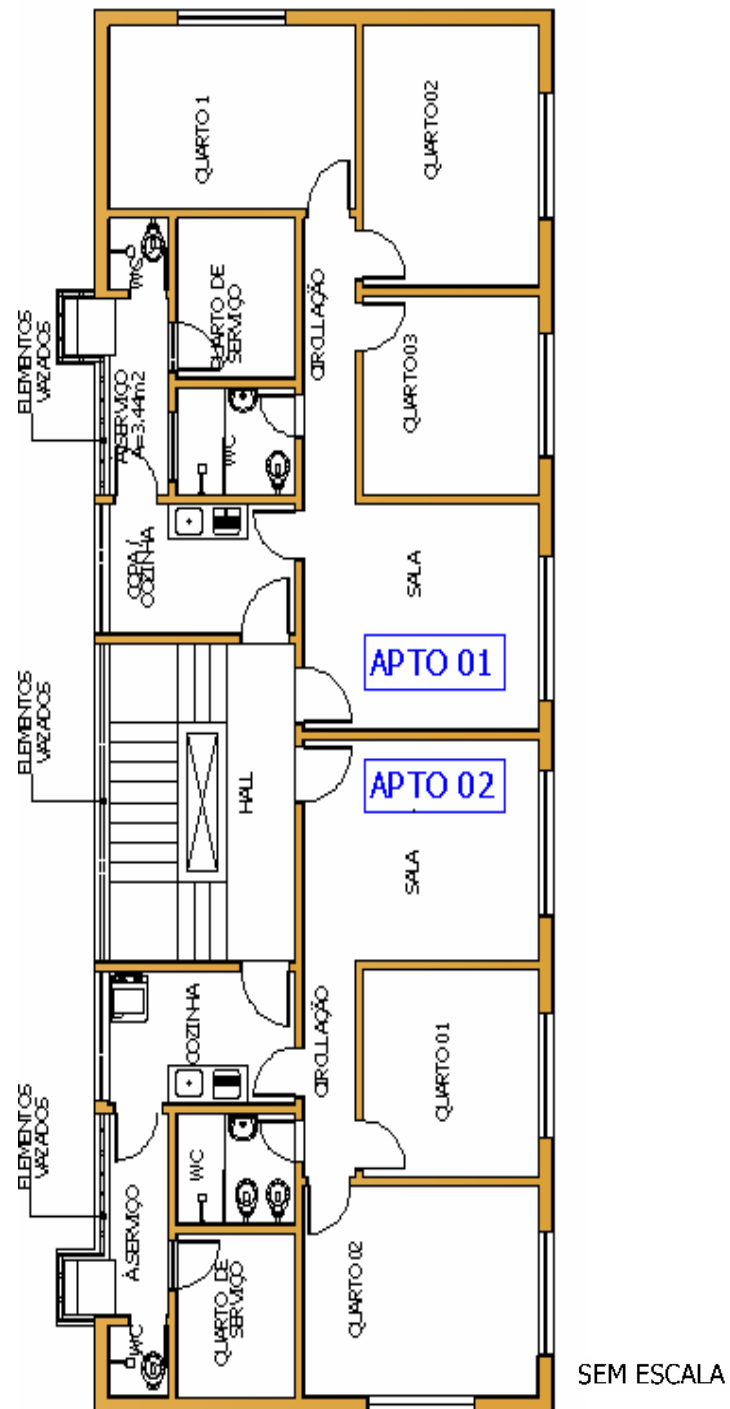 QUARTO 1
QUARTO 02
WC
QUARTO DE
SERVIÇO
CIRCULAÇÃO
ELEMENTOS
VAZADOS
A.SERVIÇO
A=3.44m2
QUARTO 03
WC
COPA /
COZINHA
SALA
APTO 01
ELEMENTOS
VAZADOS
HALL
APTO 02
SALA
COZINHA
CIRCULAÇÃO
QUARTO 01
ELEMENTOS
VAZADOS
WC
A.SERVIÇO
QUARTO DE
SERVIÇO
QUARTO 02
WC
SEM ESCALA